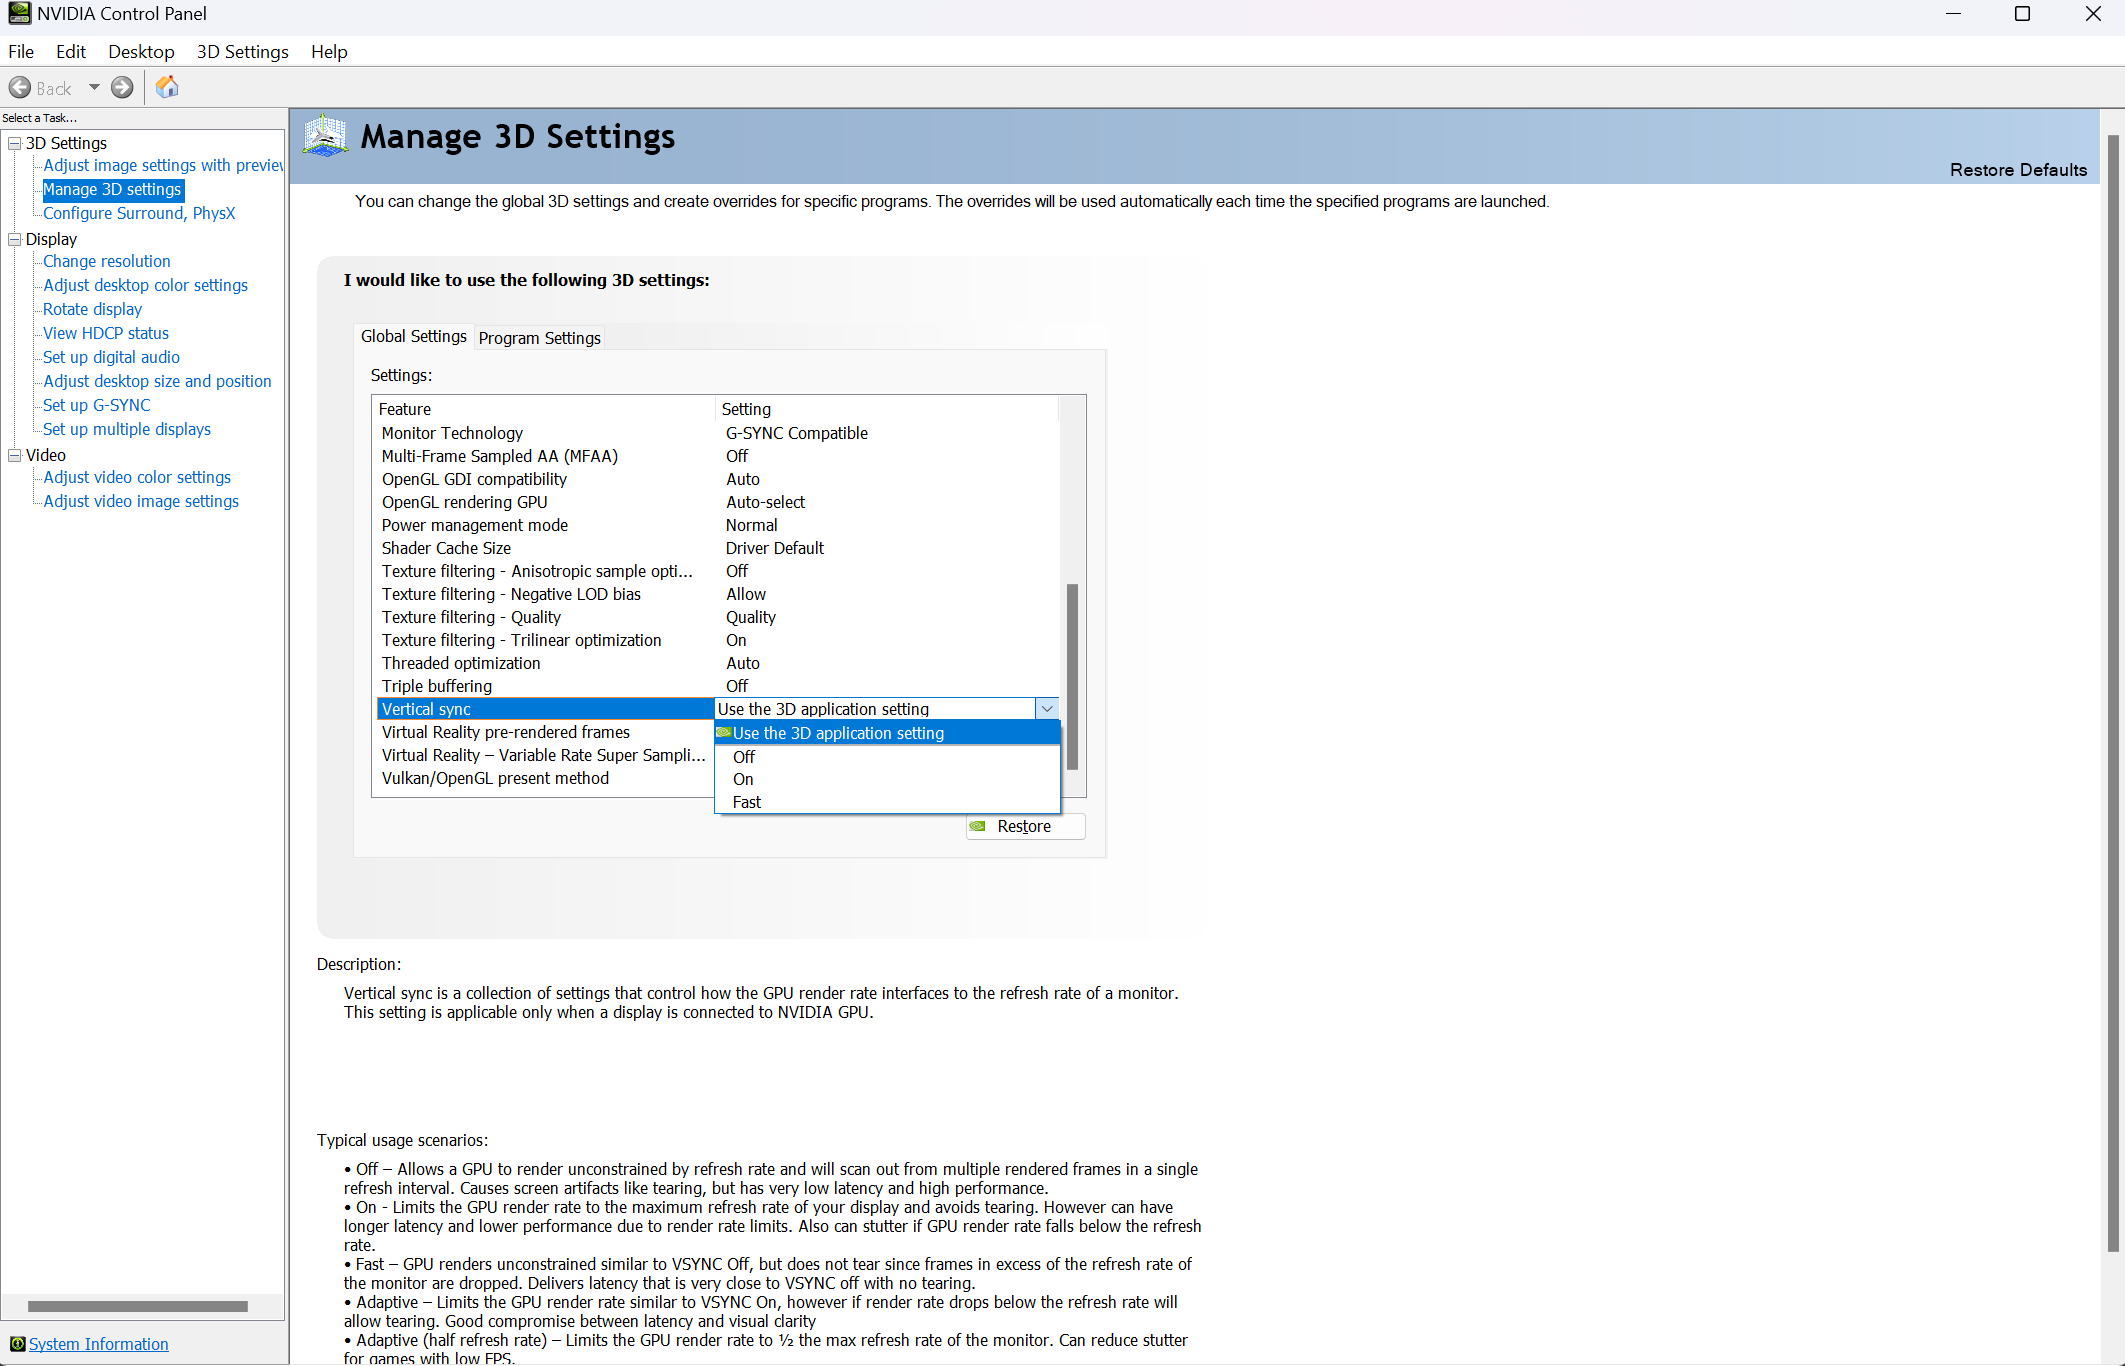 NVIDIA Control Panel
File Edit Desktop 3D Settings Help
Back
Select a Task...
3D Settings
Adjust image settings with preview
Manage 3D settings
Configure Surround, PhysX
Display
Change resolution
Adjust desktop color settings
Rotate display
View HDCP status
Set up digital audio
Adjust desktop size and position
Set up G-SYNC
Set up multiple displays
Video
Adjust video color settings
Adjust video image settings
System Information
Manage 3D Settings
Restore Defaults
You can change the global 3D settings and create overrides for specific programs. The overrides will be used automatically each time the specified programs are launched.
I would like to use the following 3D settings:
Global Settings Program Settings
Settings:
Feature Setting
Monitor Technology G-SYNC Compatible
Multi-Frame Sampled AA (MFAA) Off
OpenGL GDI compatibility Auto
OpenGL rendering GPU Auto-select
Power management mode Normal
Shader Cache Size Driver Default
Texture filtering - Anisotropic sample opti... Off
Texture filtering - Negative LOD bias Allow
Texture filtering - Quality Quality
Texture filtering - Trilinear optimization On
Threaded optimization Auto
Triple buffering Off
Vertical sync Use the 3D application setting
Virtual Reality pre-rendered frames Use the 3D application setting
Virtual Reality – Variable Rate Super Sampli... Off
Vulkan/OpenGL present method On
Fast
Restore
Description:
Vertical sync is a collection of settings that control how the GPU render rate interfaces to the refresh rate of a monitor.
This setting is applicable only when a display is connected to NVIDIA GPU.
Typical usage scenarios:
• Off – Allows a GPU to render unconstrained by refresh rate and will scan out from multiple rendered frames in a single
refresh interval. Causes screen artifacts like tearing, but has very low latency and high performance.
• On - Limits the GPU render rate to the maximum refresh rate of your display and avoids tearing. However can have
longer latency and lower performance due to render rate limits. Also can stutter if GPU render rate falls below the refresh
rate.
• Fast – GPU renders unconstrained similar to VSYNC Off, but does not tear since frames in excess of the refresh rate of
the monitor are dropped. Delivers latency that is very close to VSYNC off with no tearing.
• Adaptive – Limits the GPU render rate similar to VSYNC On, however if render rate drops below the refresh rate will
allow tearing. Good compromise between latency and visual clarity
• Adaptive (half refresh rate) – Limits the GPU render rate to ½ the max refresh rate of the monitor. Can reduce stutter
for games with low FPS.